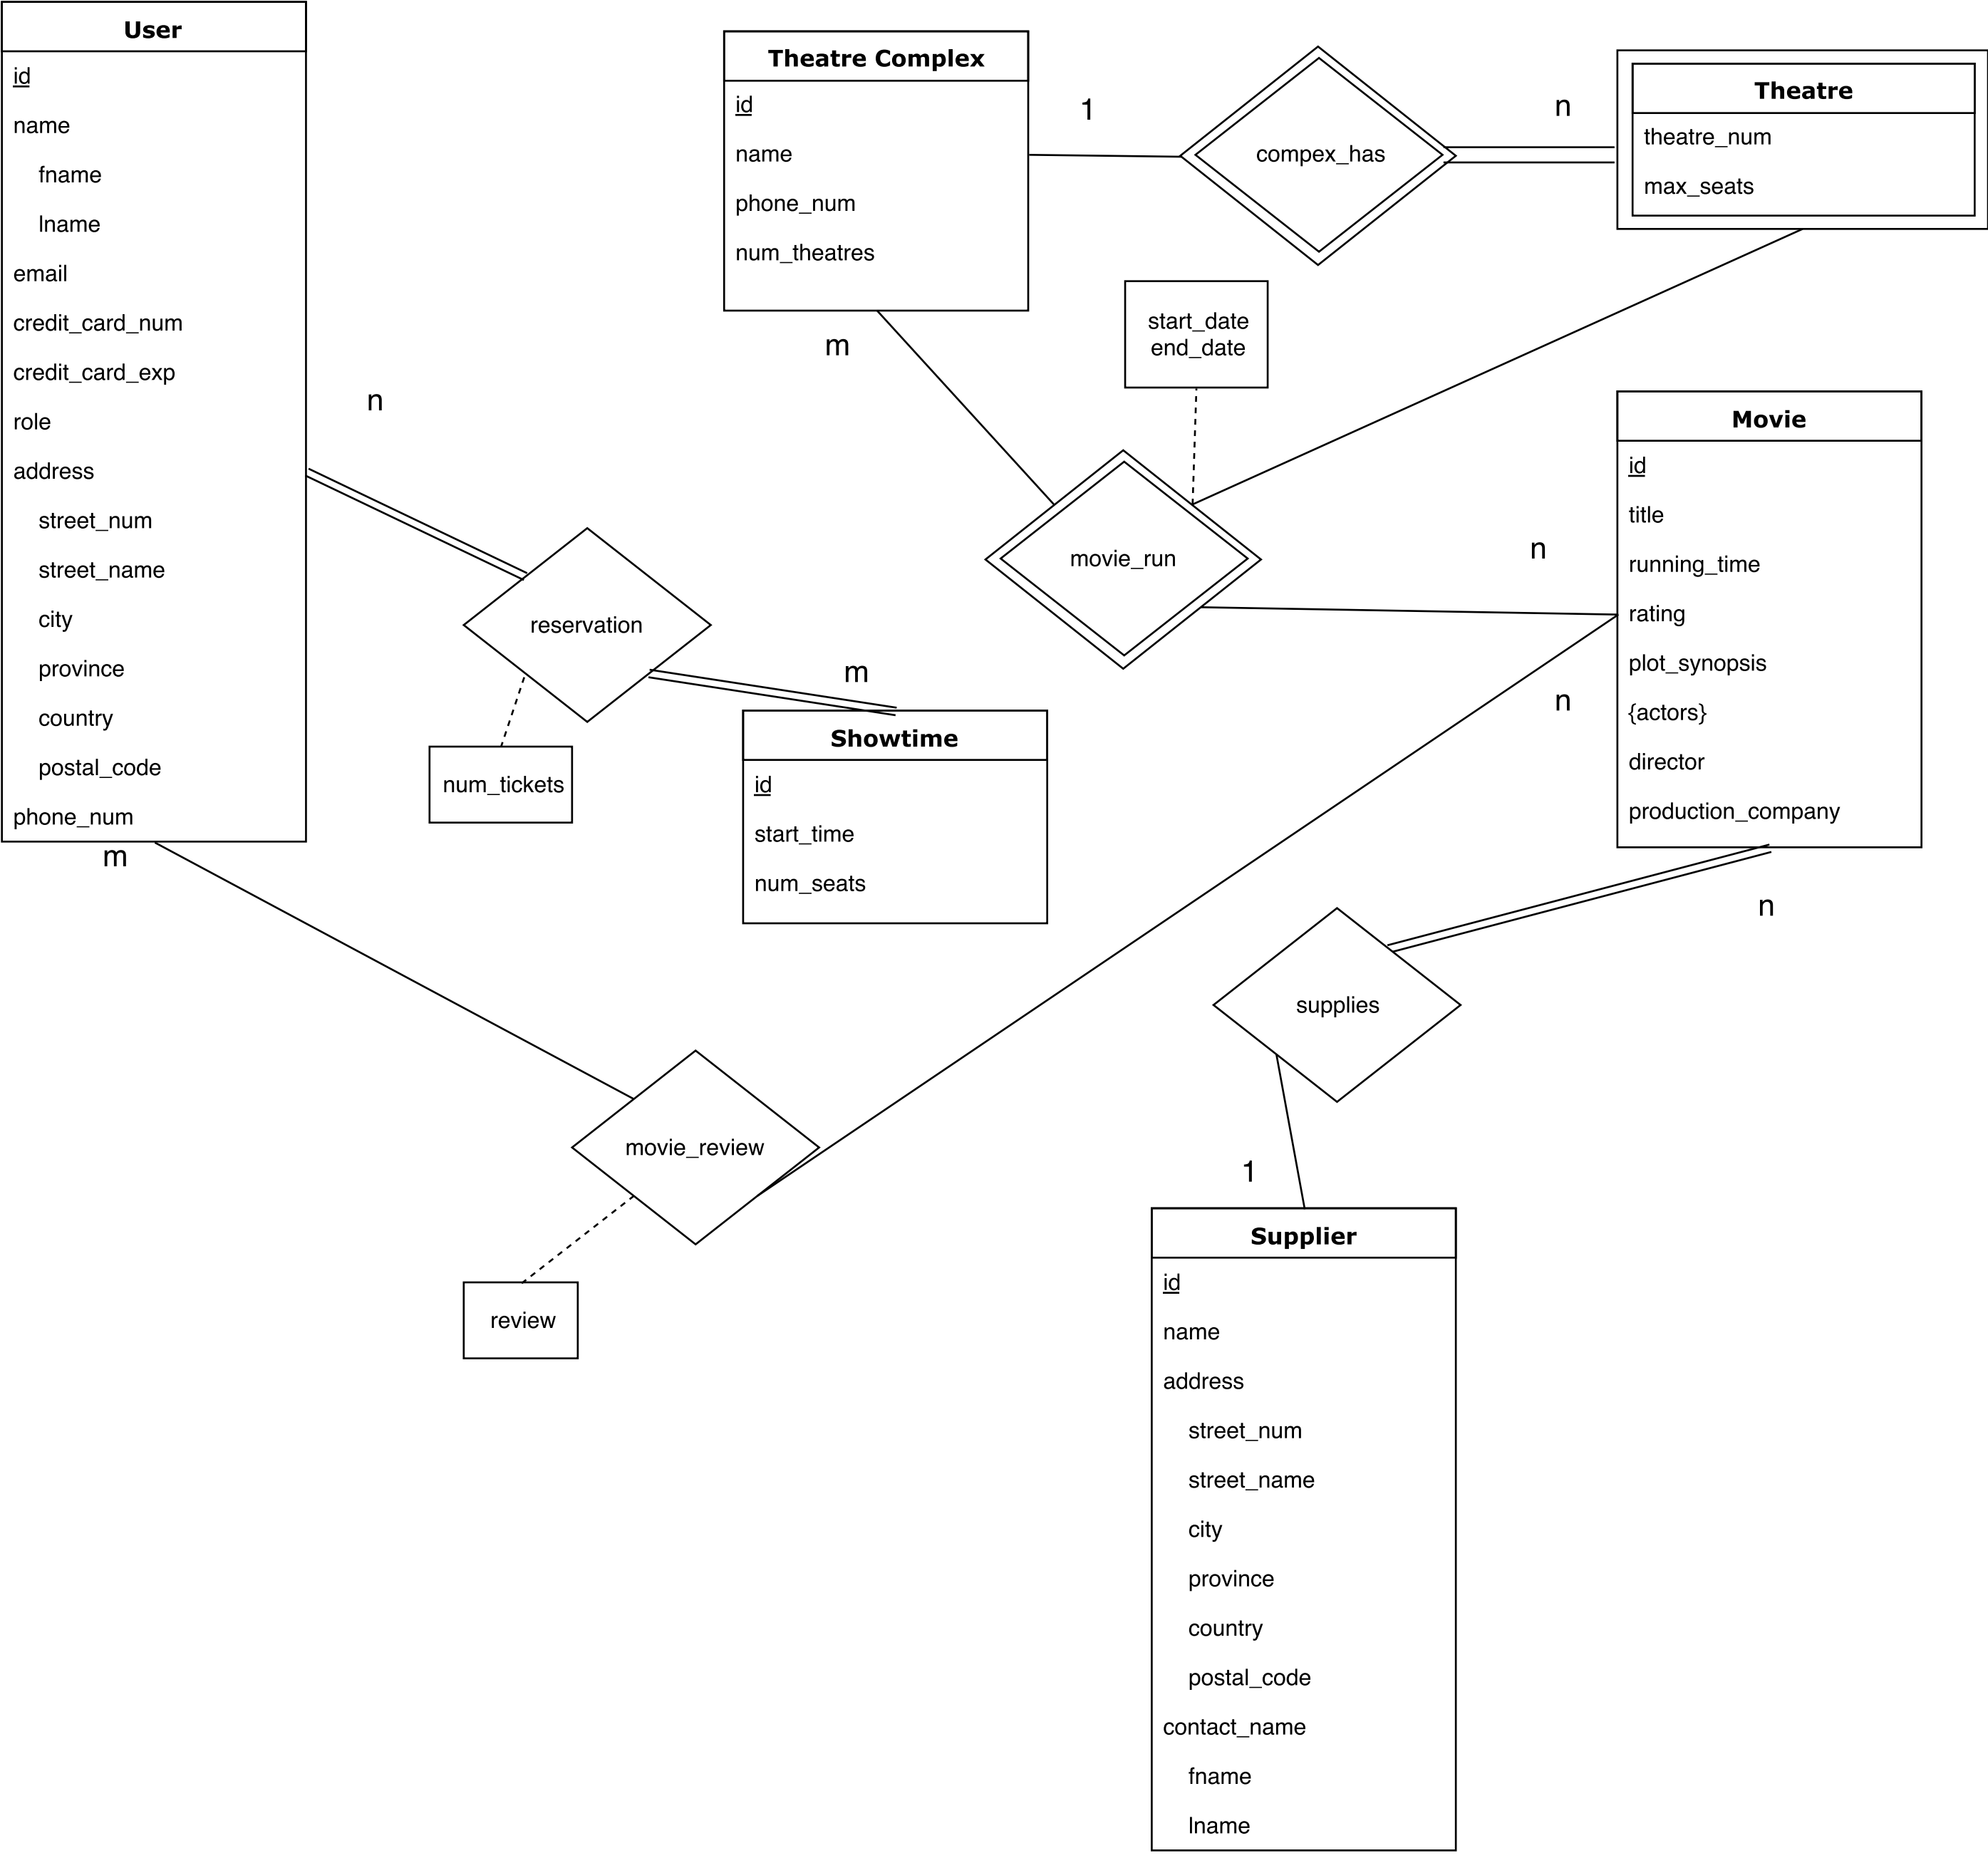 User
id
name
fname
lname
email
credit_card_num
credit_card_exp
role
address
street_num
street_name
city
province
country
postal_code
phone_num
Theatre Complex
id
name
phone_num
num_theatres
1
compex_has
n
Theatre
theatre_num
max_seats
m
start_date
end_date
movie_run
n
Movie
id
title
running_time
rating
plot_synopsis
{actors}
director
production_company
n
reservation
m
num_tickets
Showtime
id
start_time
num_seats
m
n
movie_review
review
n
supplies
1
Supplier
id
name
address
street_num
street_name
city
province
country
postal_code
contact_name
fname
lname